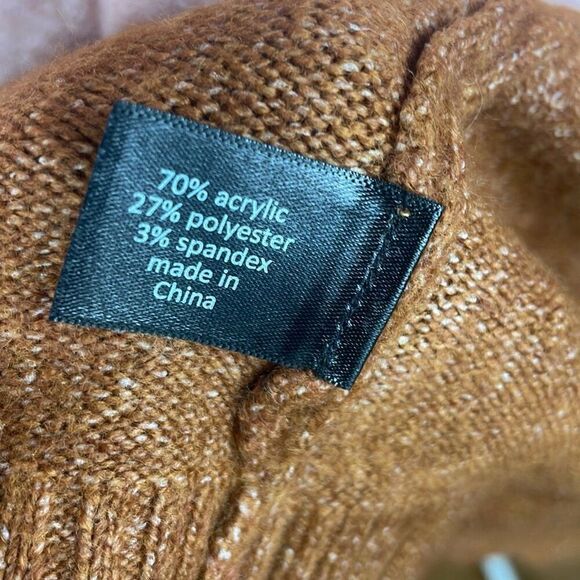 70% acrylic
27% polyester
3% spandex
made in
China